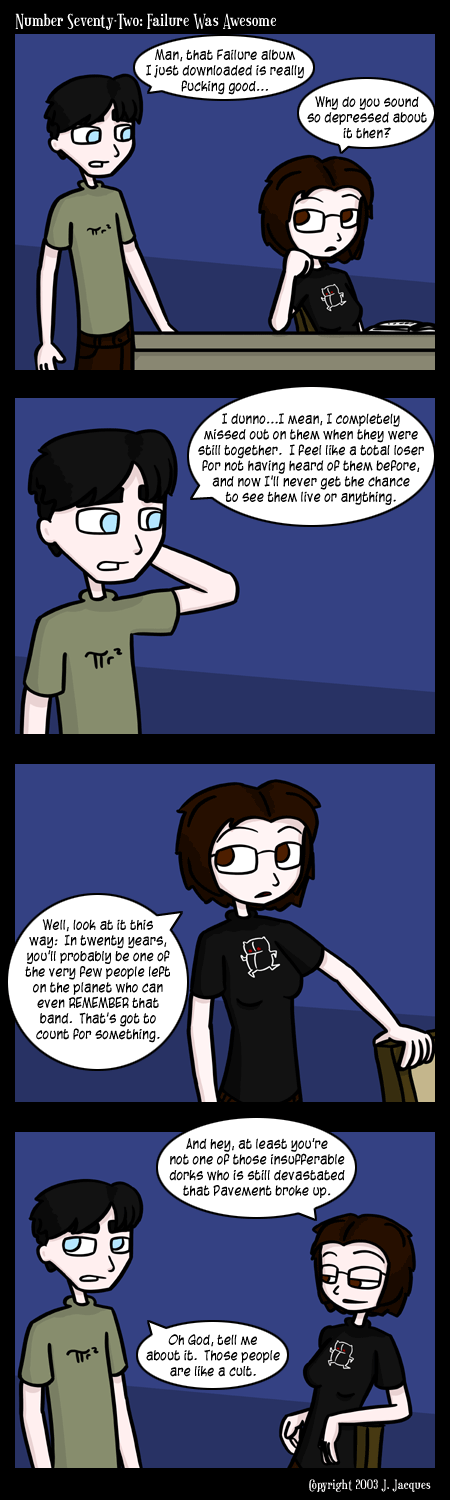 Number Seventy-Two: Failure Was Awesome
Man, that Failure album
I just downloaded is really
fucking good...
Why do you sound
so depressed about
it then?
πr²
I dunno...I mean, I completely
missed out on them when they were
still together. I feel like a total loser
for not having heard of them before,
and now I'll never get the chance
to see them live or anything.
πr²
Well, look at it this
way: In twenty years,
you'll probably be one of
the very few people left
on the planet who can
even REMEMBER that
band. That's got to
count for something.
And hey, at least you're
not one of those insufferable
dorks who is still devastated
that Pavement broke up.
Oh God, tell me
about it. Those people
are like a cult.
πr²
Copyright 2003 J. Jacques